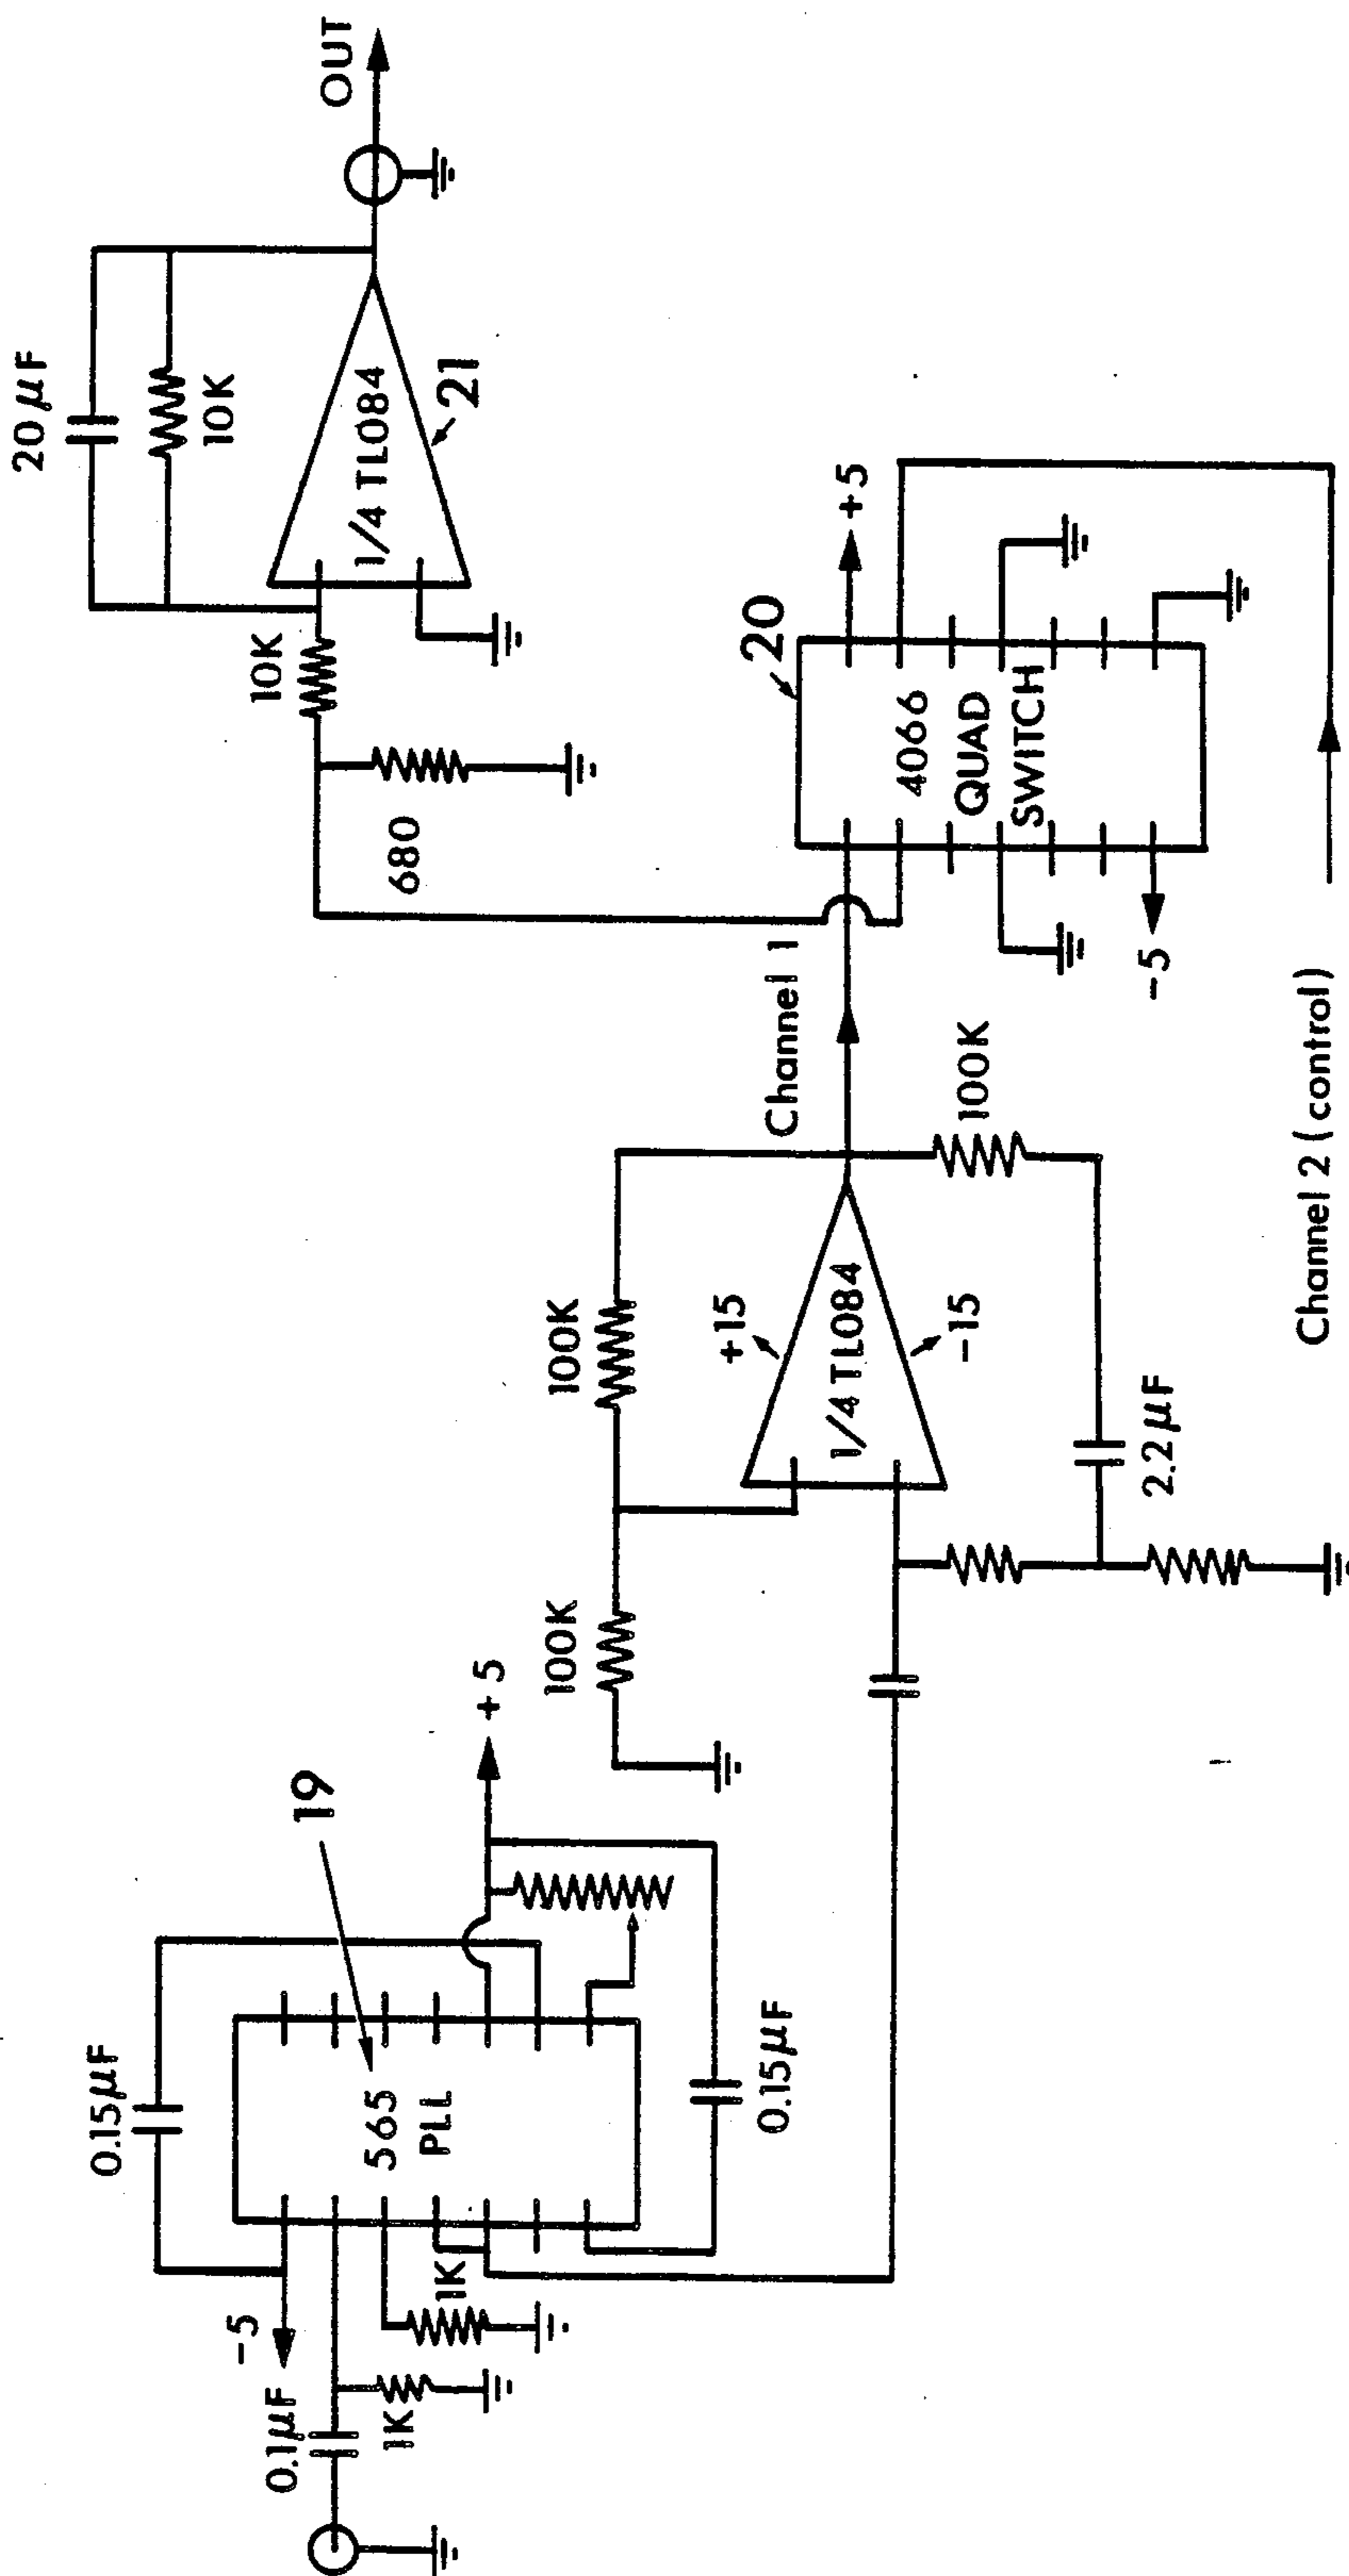 0.1μF
1K
-5
0.15μF
1K
565
PLL
19
+5
0.15μF
100K
100K
+15
1/4 TL084
-15
2.2μF
100K
Channel 1
Channel 2 (control)
20
4066
QUAD
SWITCH
+5
-5
680
10K
20μF
10K
1/4 TL084
21
OUT